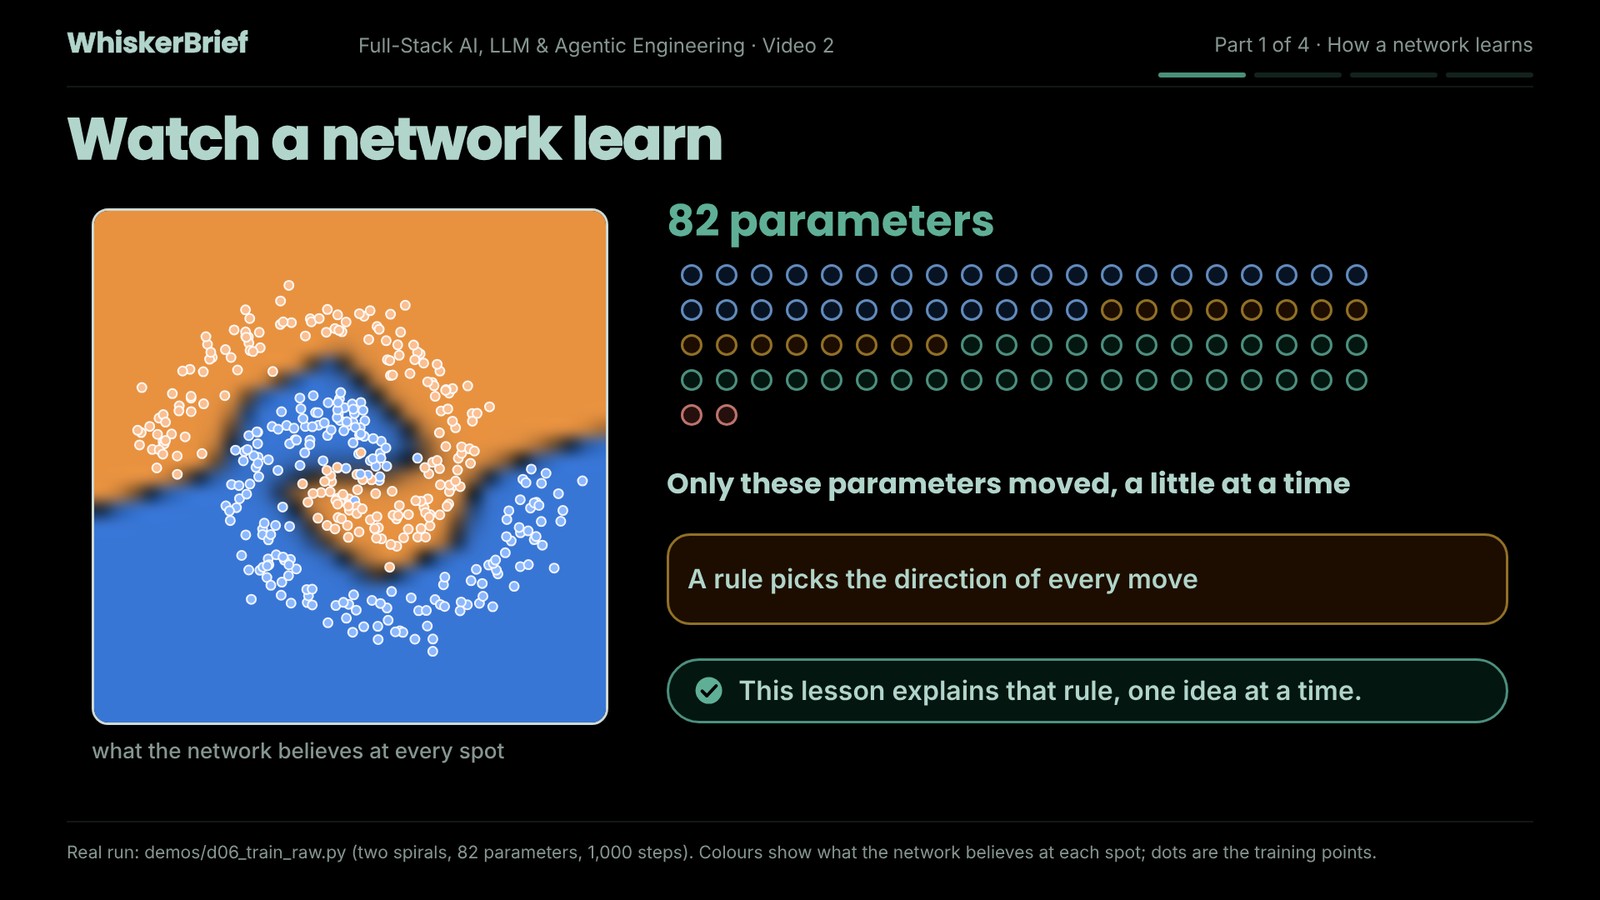 WhiskerBrief
Full-Stack AI, LLM & Agentic Engineering · Video 2
Part 1 of 4 · How a network learns
Watch a network learn
82 parameters
Only these parameters moved, a little at a time
A rule picks the direction of every move
This lesson explains that rule, one idea at a time.
what the network believes at every spot
Real run: demos/d06_train_raw.py (two spirals, 82 parameters, 1,000 steps). Colours show what the network believes at each spot; dots are the training points.